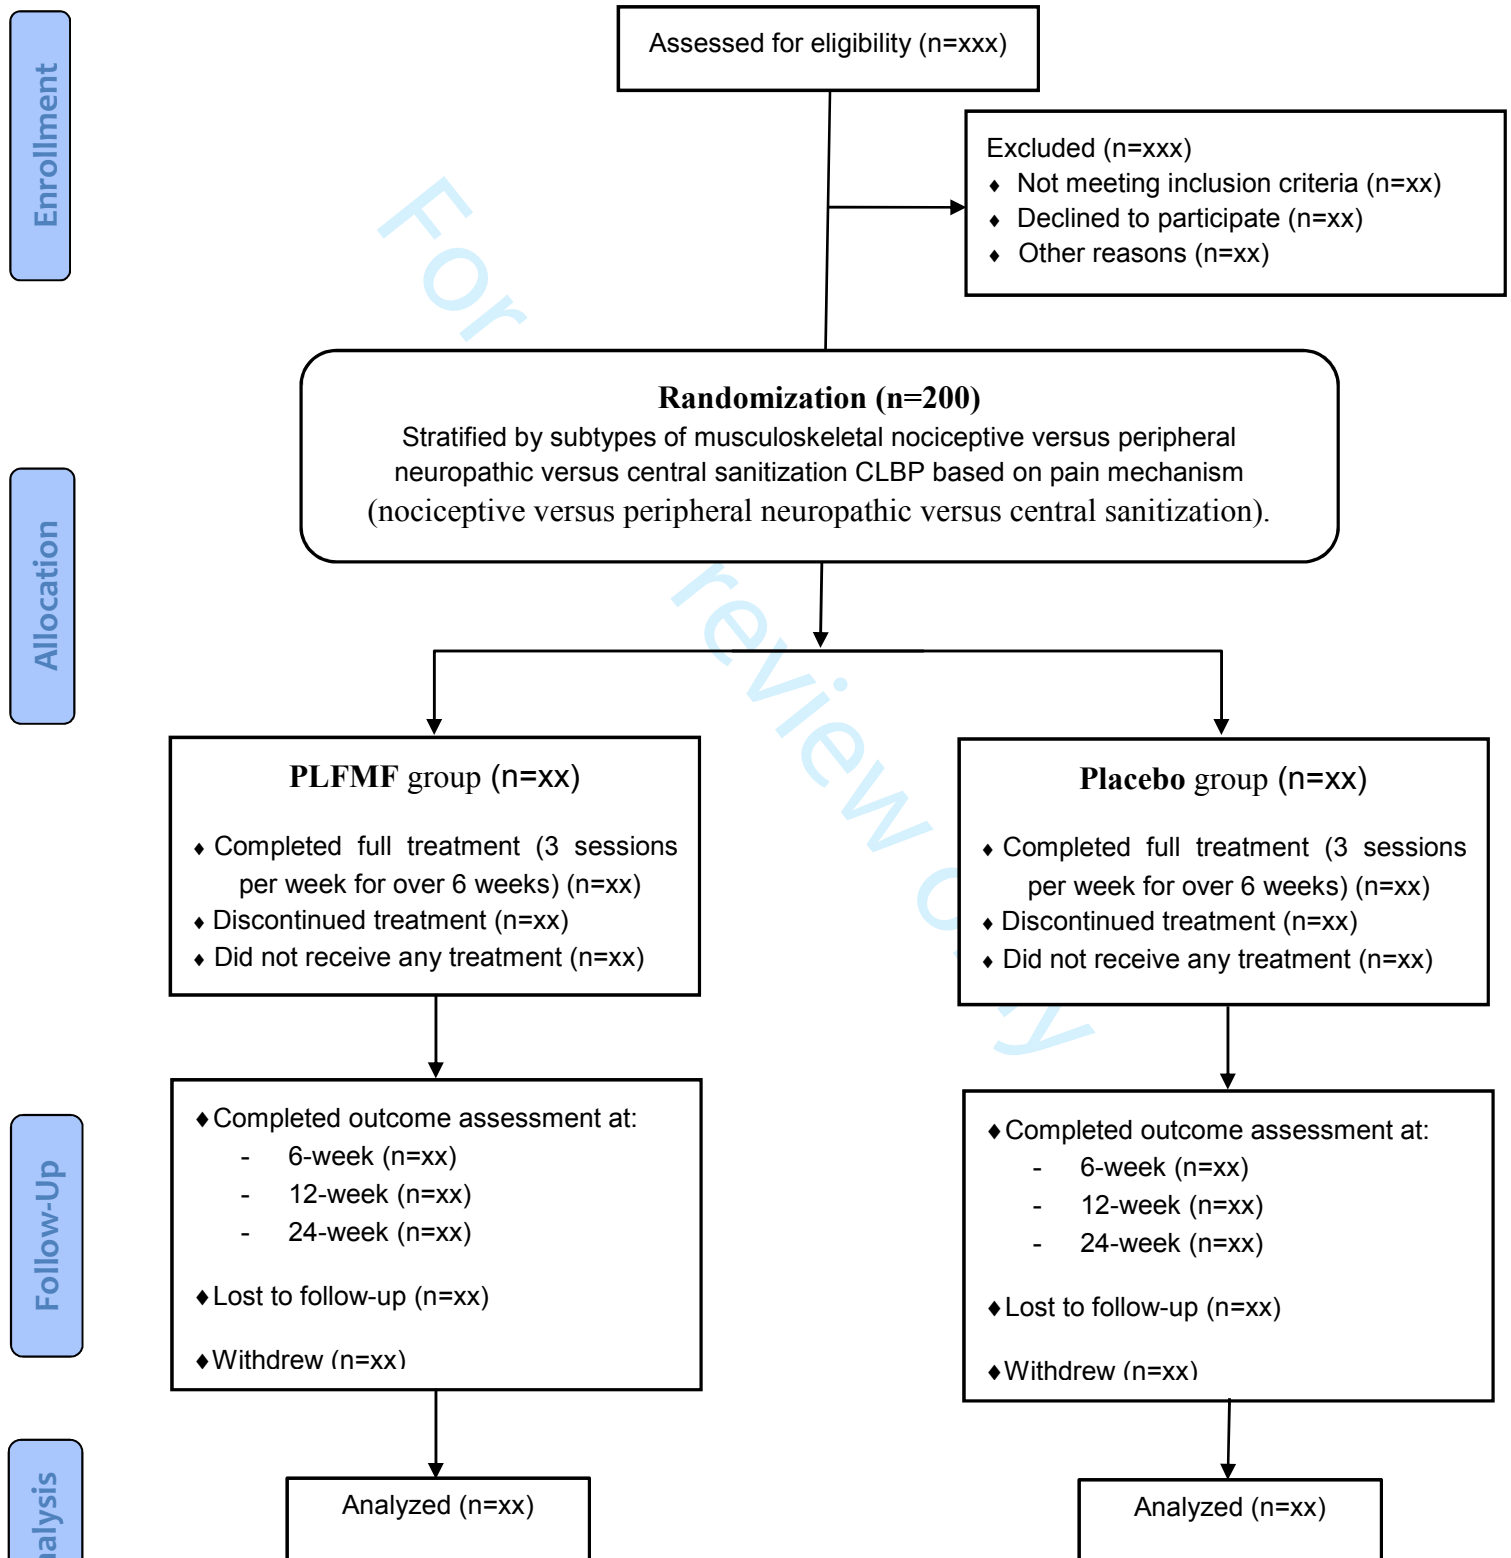 Enrollment
Assessed for eligibility (n=xxx)
Excluded (n=xxx)
♦ Not meeting inclusion criteria (n=xx)
♦ Declined to participate (n=xx)
♦ Other reasons (n=xx)
Allocation
Randomization (n=200)
Stratified by subtypes of musculoskeletal nociceptive versus peripheral
neuropathic versus central sanitization CLBP based on pain mechanism
(nociceptive versus peripheral neuropathic versus central sanitization).
PLFMF group (n=xx)
♦ Completed full treatment (3 sessions
per week for over 6 weeks) (n=xx)
♦ Discontinued treatment (n=xx)
♦ Did not receive any treatment (n=xx)
Placebo group (n=xx)
♦ Completed full treatment (3 sessions
per week for over 6 weeks) (n=xx)
♦ Discontinued treatment (n=xx)
♦ Did not receive any treatment (n=xx)
Follow-Up
♦Completed outcome assessment at:
- 6-week (n=xx)
- 12-week (n=xx)
- 24-week (n=xx)
♦Lost to follow-up (n=xx)
♦Withdrew (n=xx)
♦Completed outcome assessment at:
- 6-week (n=xx)
- 12-week (n=xx)
- 24-week (n=xx)
♦Lost to follow-up (n=xx)
♦Withdrew (n=xx)
Analyzed (n=xx)
Analyzed (n=xx)
nalysis
For
review only